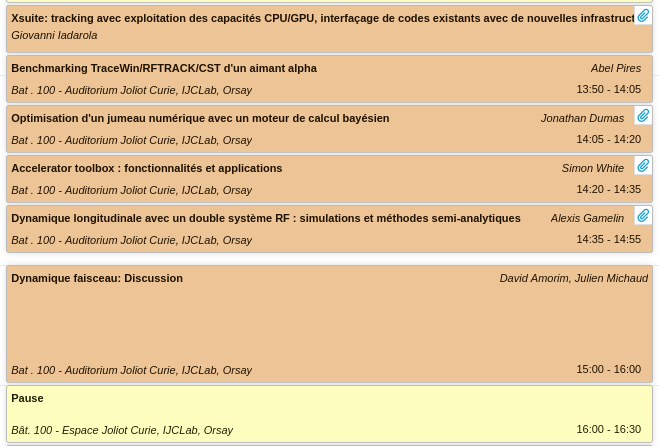 Xsuite: tracking avec exploitation des capacités CPU/GPU, interfaçage de codes existants avec de nouvelles infrastruct
Giovanni Iadarola
Benchmarking TraceWin/RFTRACK/CST d'un aimant alpha Abel Pires
Bat . 100 - Auditorium Joliot Curie, IJCLab, Orsay 13:50 - 14:05
Optimisation d'un jumeau numérique avec un moteur de calcul bayésien Jonathan Dumas
Bat . 100 - Auditorium Joliot Curie, IJCLab, Orsay 14:05 - 14:20
Accelerator toolbox : fonctionnalités et applications Simon White
Bat . 100 - Auditorium Joliot Curie, IJCLab, Orsay 14:20 - 14:35
Dynamique longitudinale avec un double système RF : simulations et méthodes semi-analytiques Alexis Gamelin
Bat . 100 - Auditorium Joliot Curie, IJCLab, Orsay 14:35 - 14:55
Dynamique faisceau: Discussion David Amorim, Julien Michaud
Bat . 100 - Auditorium Joliot Curie, IJCLab, Orsay 15:00 - 16:00
Pause
Bât. 100 - Espace Joliot Curie, IJCLab, Orsay 16:00 - 16:30